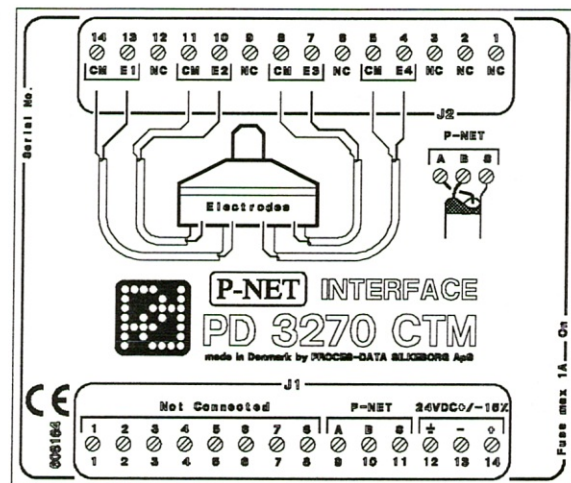 14 13 12 11 10 9 8 7 6 5 4 3 2 1
CM E1 NC CM E2 NC CM E3 NC CM E4 NC NC NC
J2
Serial No.
P-NET
A B S
Electrodes
P-NET INTERFACE
PD 3270 CTM
made in Denmark by PROCES-DATA SILKEBORG ApS
Fuse max 1A On
J1
Not Connected P-NET 24VDC+/-15%
1 2 3 4 5 6 7 8 A B S - +
1 2 3 4 5 6 7 8 9 10 11 12 13 14
CE